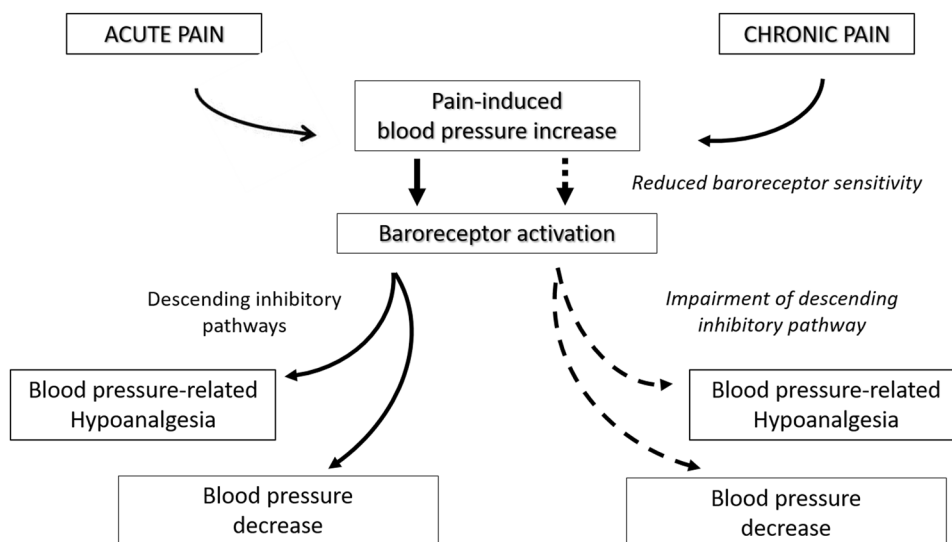 ACUTE PAIN
CHRONIC PAIN
Pain-induced
blood pressure increase
Reduced baroreceptor sensitivity
Baroreceptor activation
Descending inhibitory
pathways
Impairment of descending
inhibitory pathway
Blood pressure-related
Hypoanalgesia
Blood pressure-related
Hypoanalgesia
Blood pressure
decrease
Blood pressure
decrease